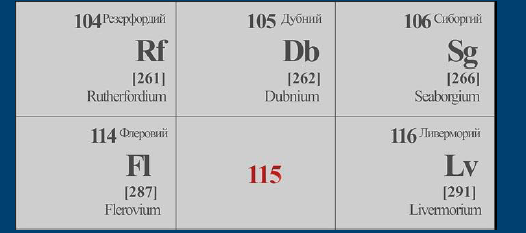 104 Резерфордий
Rf
[261]
Rutherfordium
105 Дубний
Db
[262]
Dubnium
106 Сиборгий
Sg
[266]
Seaborgium
114 Флеровий
Fl
[287]
Flerovium
115
116 Ливерморий
Lv
[291]
Livermorium